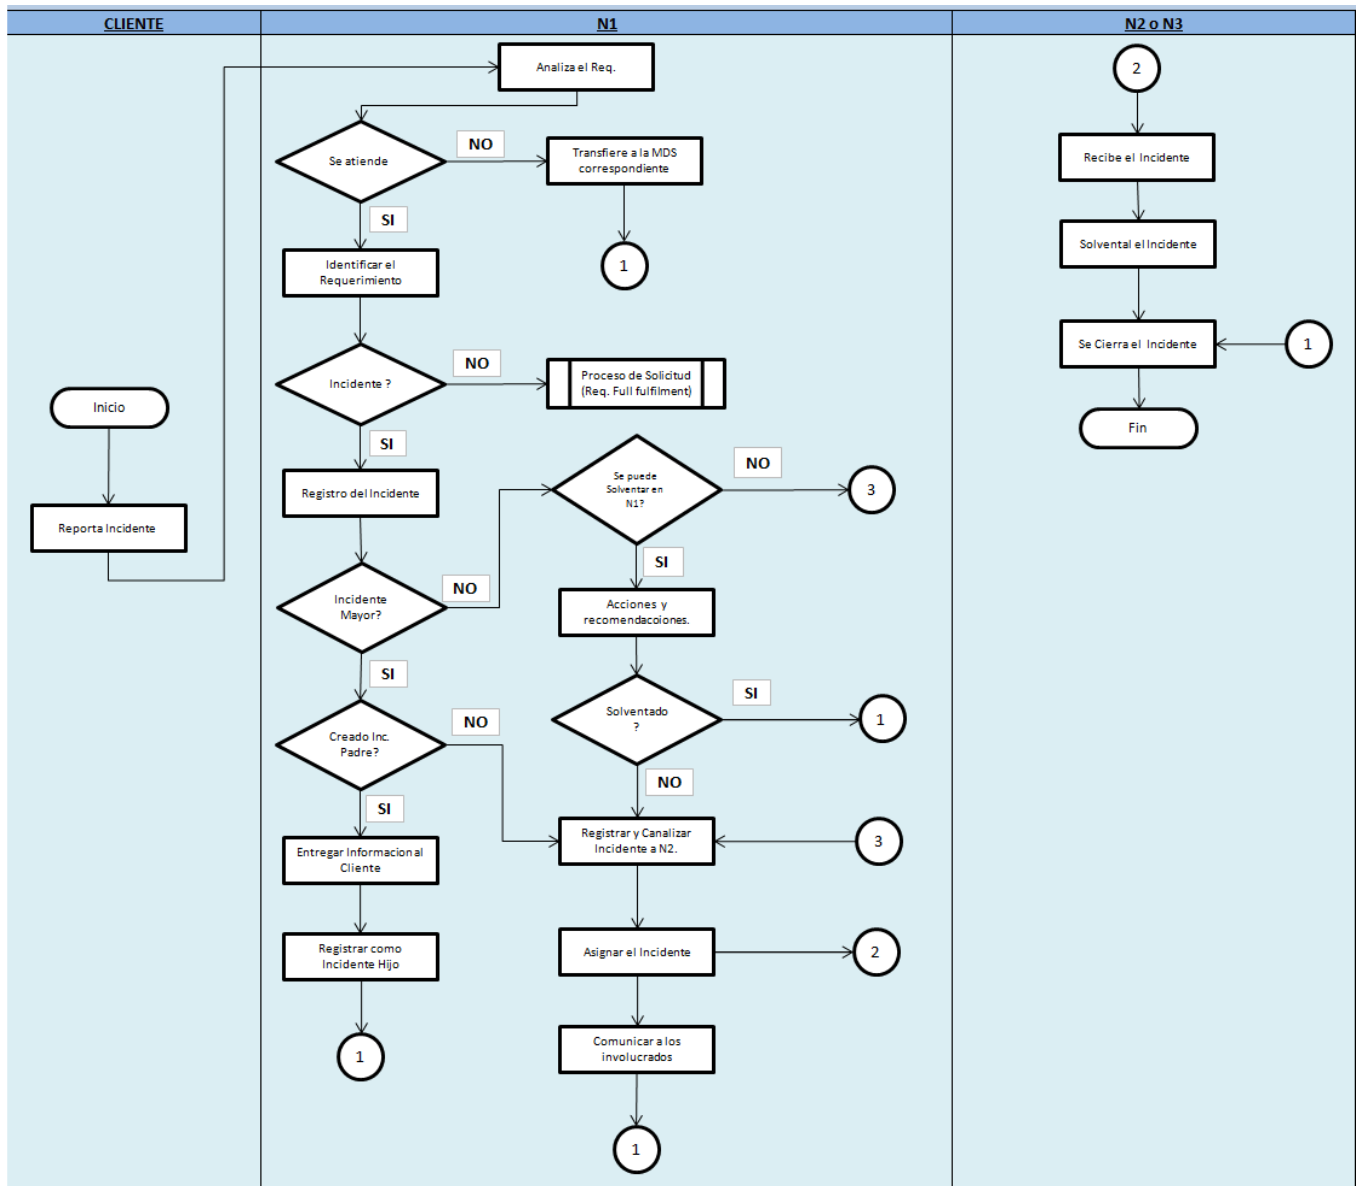 CLIENTE
N1
N2 o N3
Inicio
Reporta Incidente
Analiza el Req.
Se atiende
NO
Transfiere a la MDS
correspondiente
1
SI
Identificar el
Requerimiento
Incidente ?
NO
Proceso de Solicitud
(Req. Full fulfilment)
SI
Registro del Incidente
Incidente
Mayor?
NO
Se puede
Solventar en
N1?
NO
3
SI
Acciones y
recomendacoiones.
Solventado
?
SI
1
NO
SI
Creado Inc.
Padre?
NO
SI
Entregar Informacion al
Cliente
Registrar como
Incidente Hijo
1
Registrar y Canalizar
Incidente a N2.
3
Asignar el Incidente
2
Comunicar a los
involucrados
1
2
Recibe el Incidente
Solvental el Incidente
Se Cierra el Incidente
1
Fin